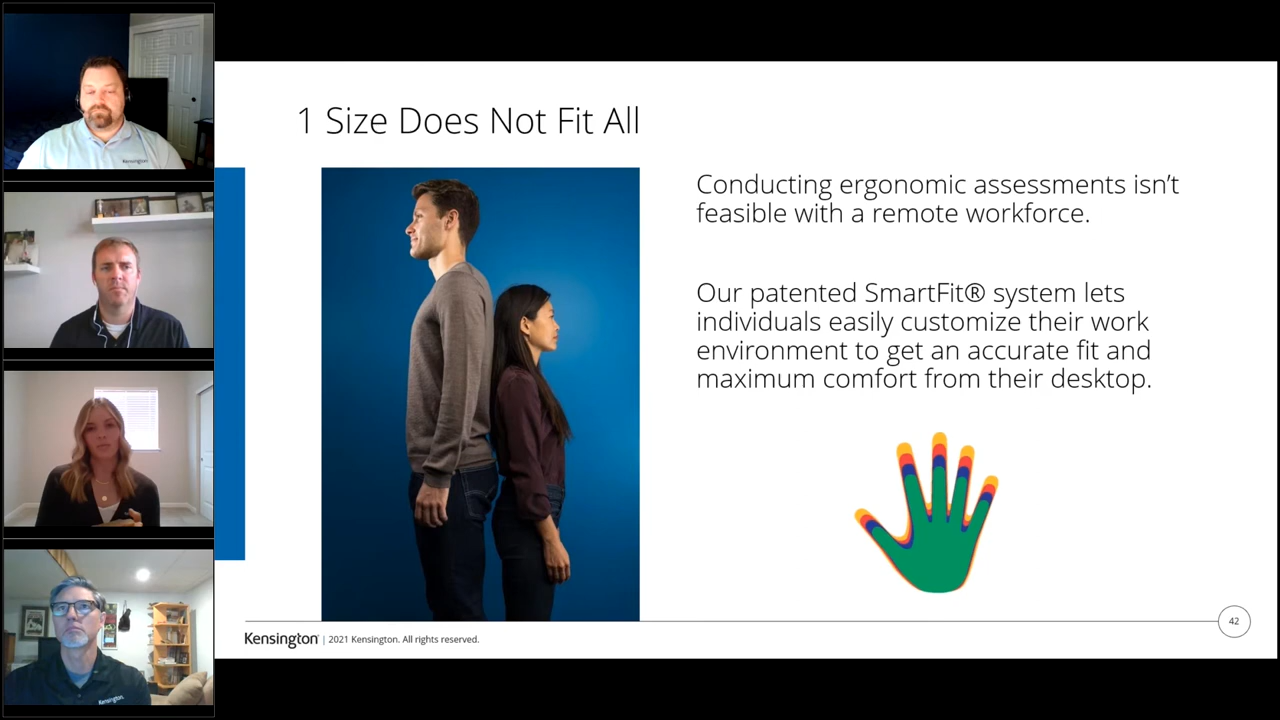 1 Size Does Not Fit All
Conducting ergonomic assessments isn’t
feasible with a remote workforce.
Our patented SmartFit® system lets
individuals easily customize their work
environment to get an accurate fit and
maximum comfort from their desktop.
Kensington | 2021 Kensington. All rights reserved.
42
Kensington
Kensington